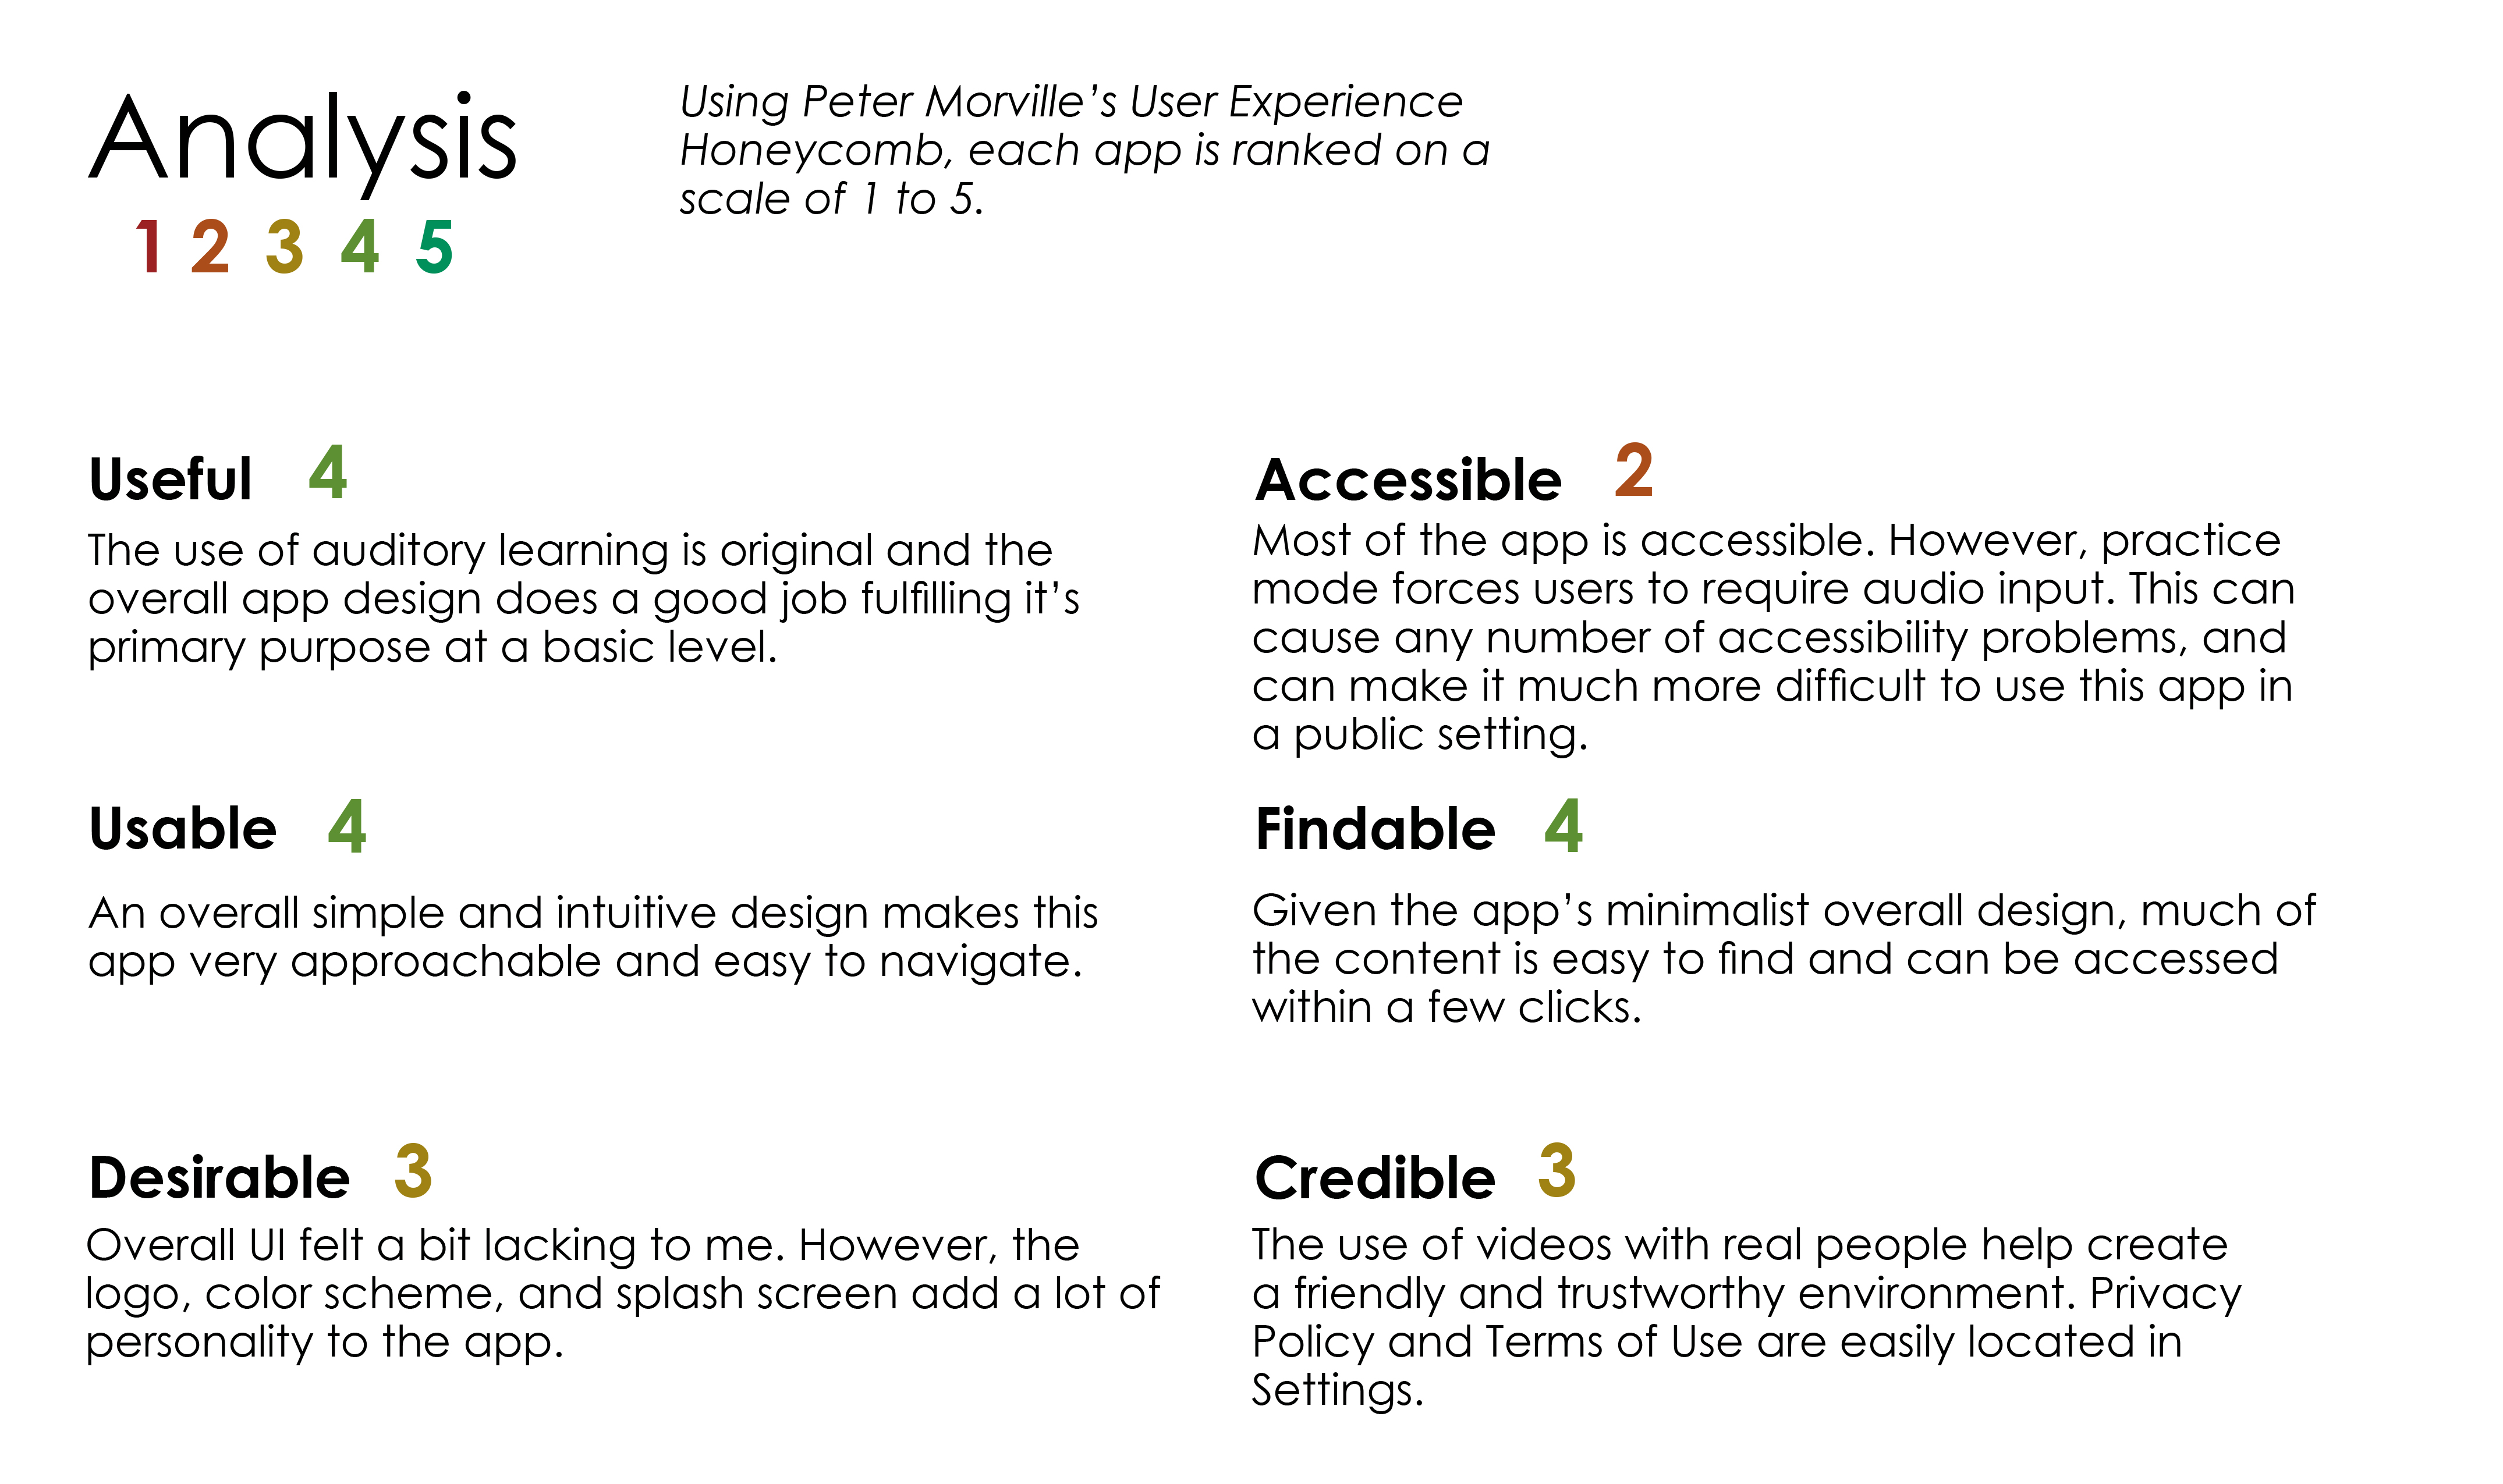 Analysis
1 2 3 4 5
Using Peter Morville’s User Experience
Honeycomb, each app is ranked on a
scale of 1 to 5.
Useful 4
The use of auditory learning is original and the
overall app design does a good job fulfilling it’s
primary purpose at a basic level.
Usable 4
An overall simple and intuitive design makes this
app very approachable and easy to navigate.
Desirable 3
Overall UI felt a bit lacking to me. However, the
logo, color scheme, and splash screen add a lot of
personality to the app.
Accessible 2
Most of the app is accessible. However, practice
mode forces users to require audio input. This can
cause any number of accessibility problems, and
can make it much more difficult to use this app in
a public setting.
Findable 4
Given the app’s minimalist overall design, much of
the content is easy to find and can be accessed
within a few clicks.
Credible 3
The use of videos with real people help create
a friendly and trustworthy environment. Privacy
Policy and Terms of Use are easily located in
Settings.